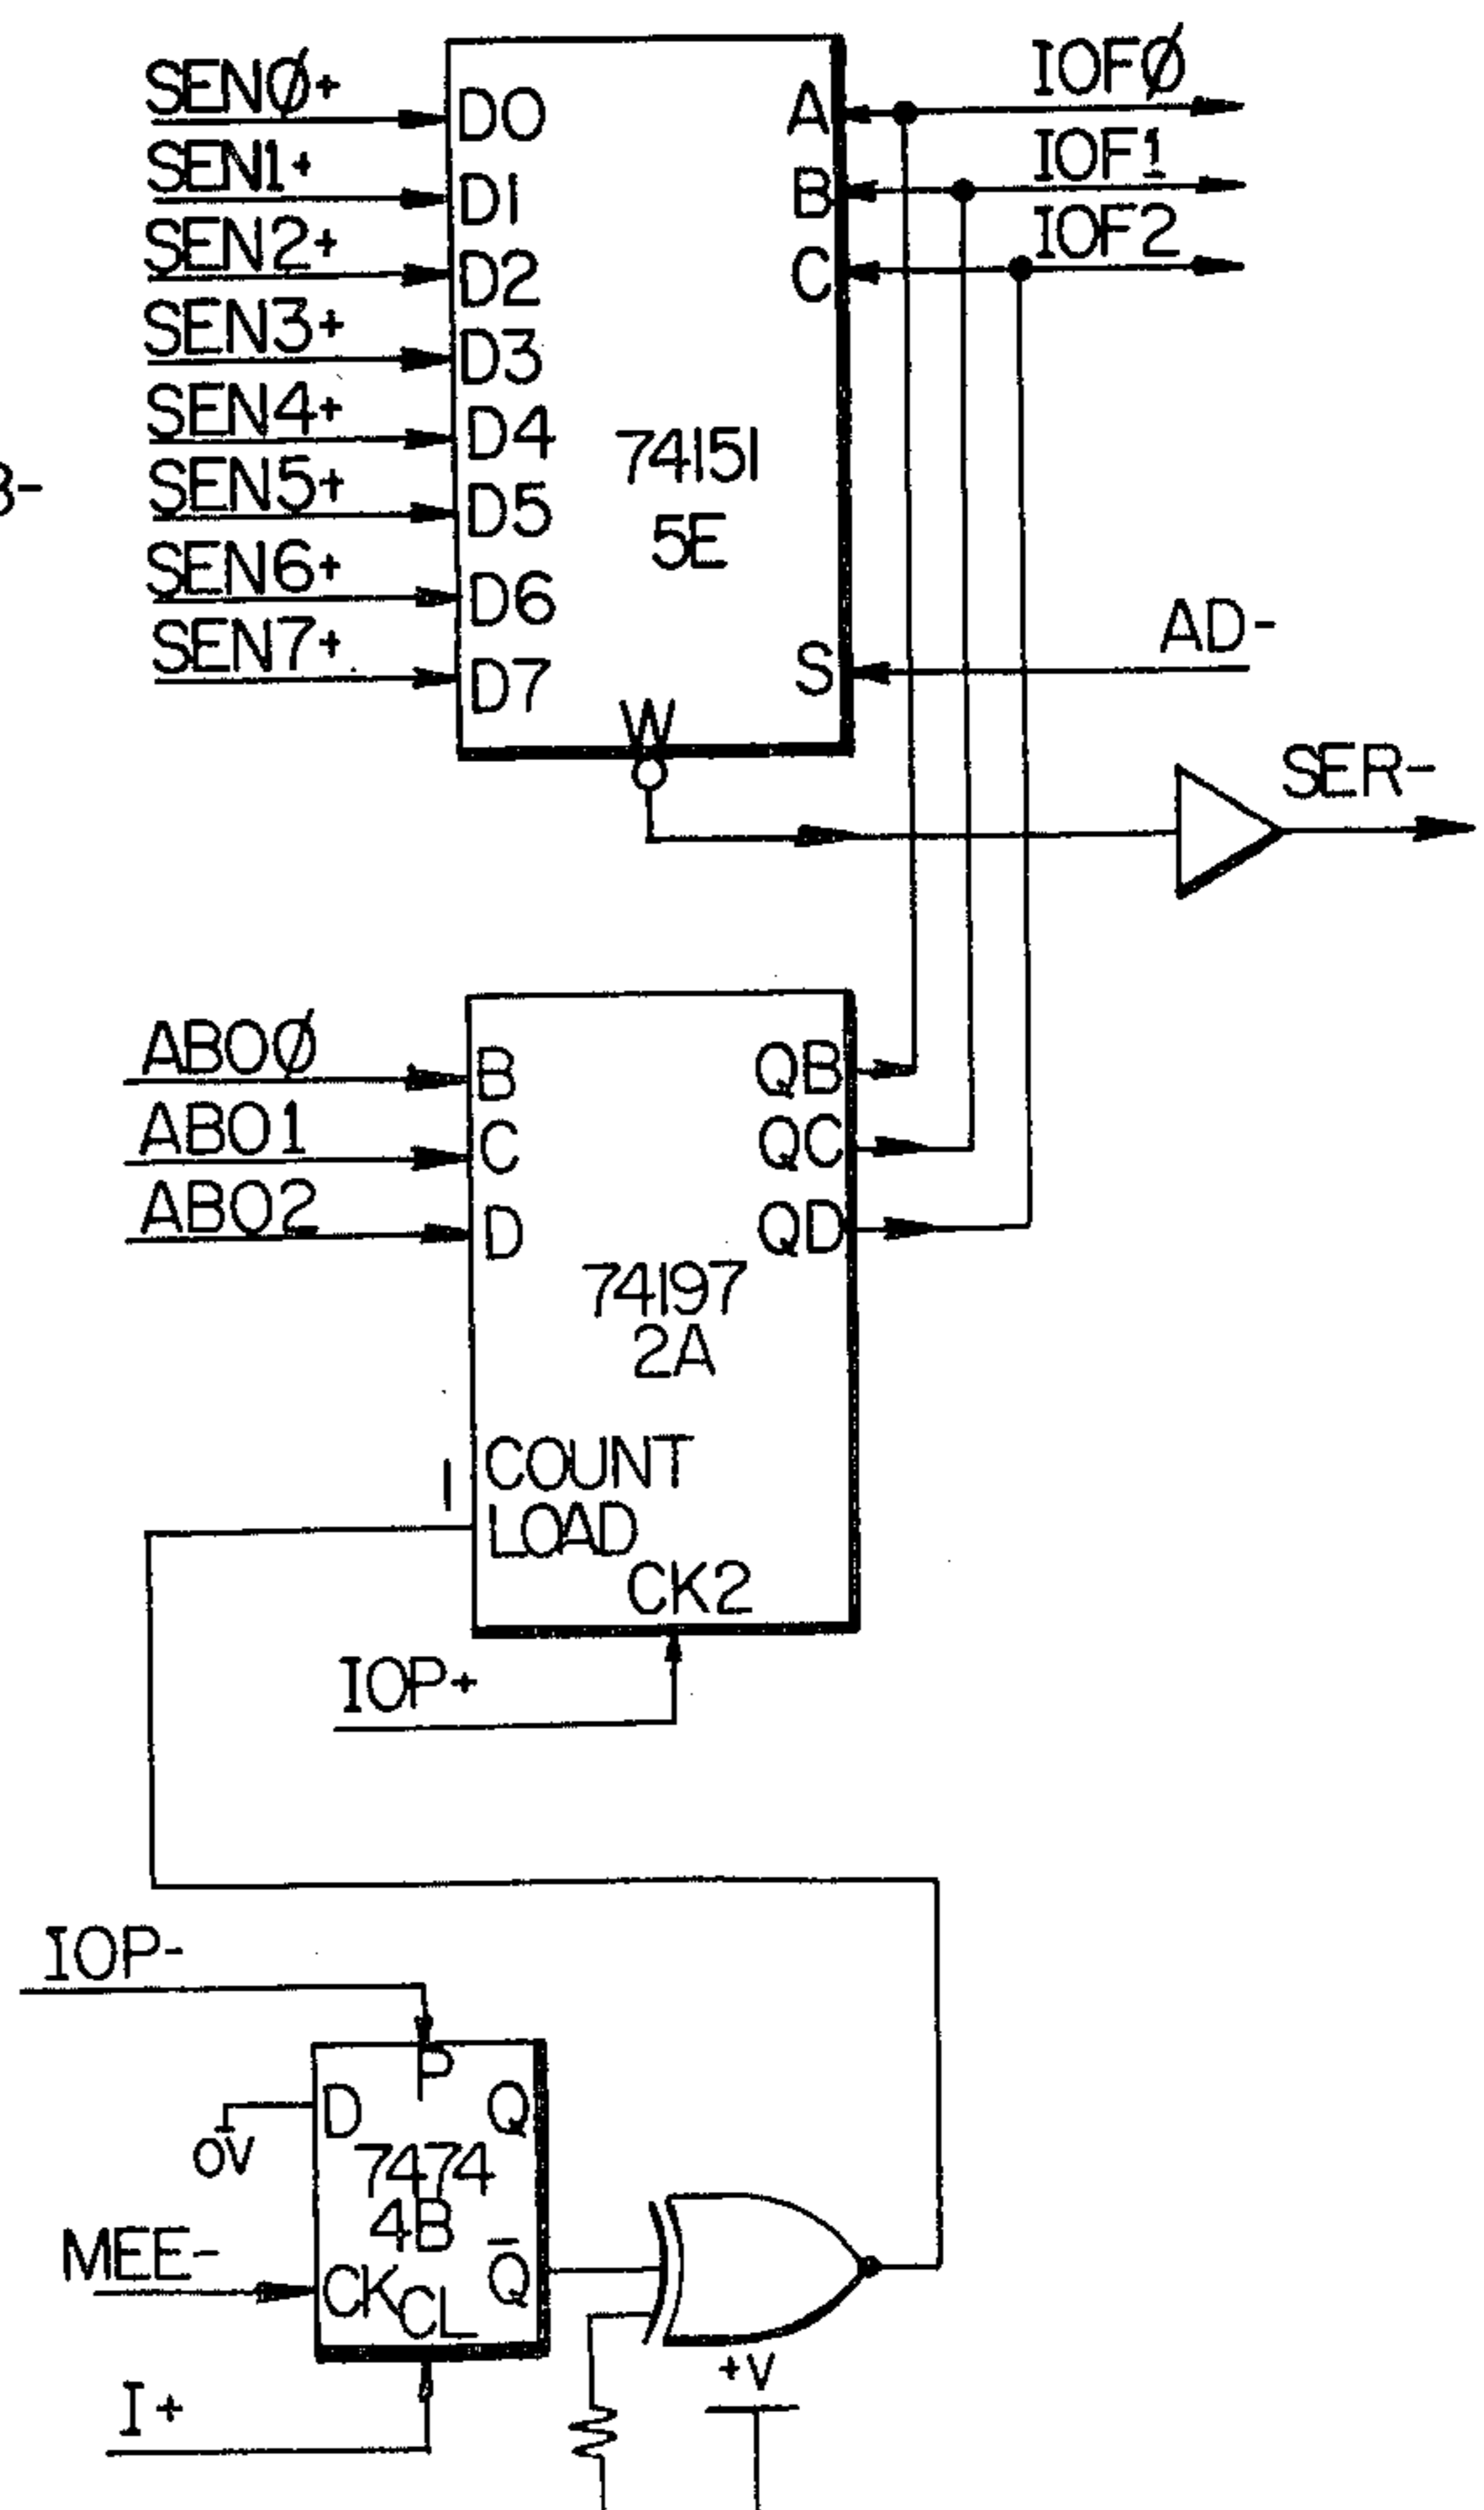 SENØ+
D0
A
IOFØ
SEN1+
D1
B
IOF1
SEN2+
D2
C
IOF2
SEN3+
D3
SEN4+
D4
74151
SEN5+
D5
5E
SEN6+
D6
SEN7+
D7
S
AD-
W
SER-
ABOØ
B
QB
ABO1
C
QC
ABO2
D
QD
74197
2A
1
COUNT
LOAD
CK2
IOP+
IOP-
P
D
Q
0V
7474
4B
MEE-
CK
CL
Q̅
+V
I+